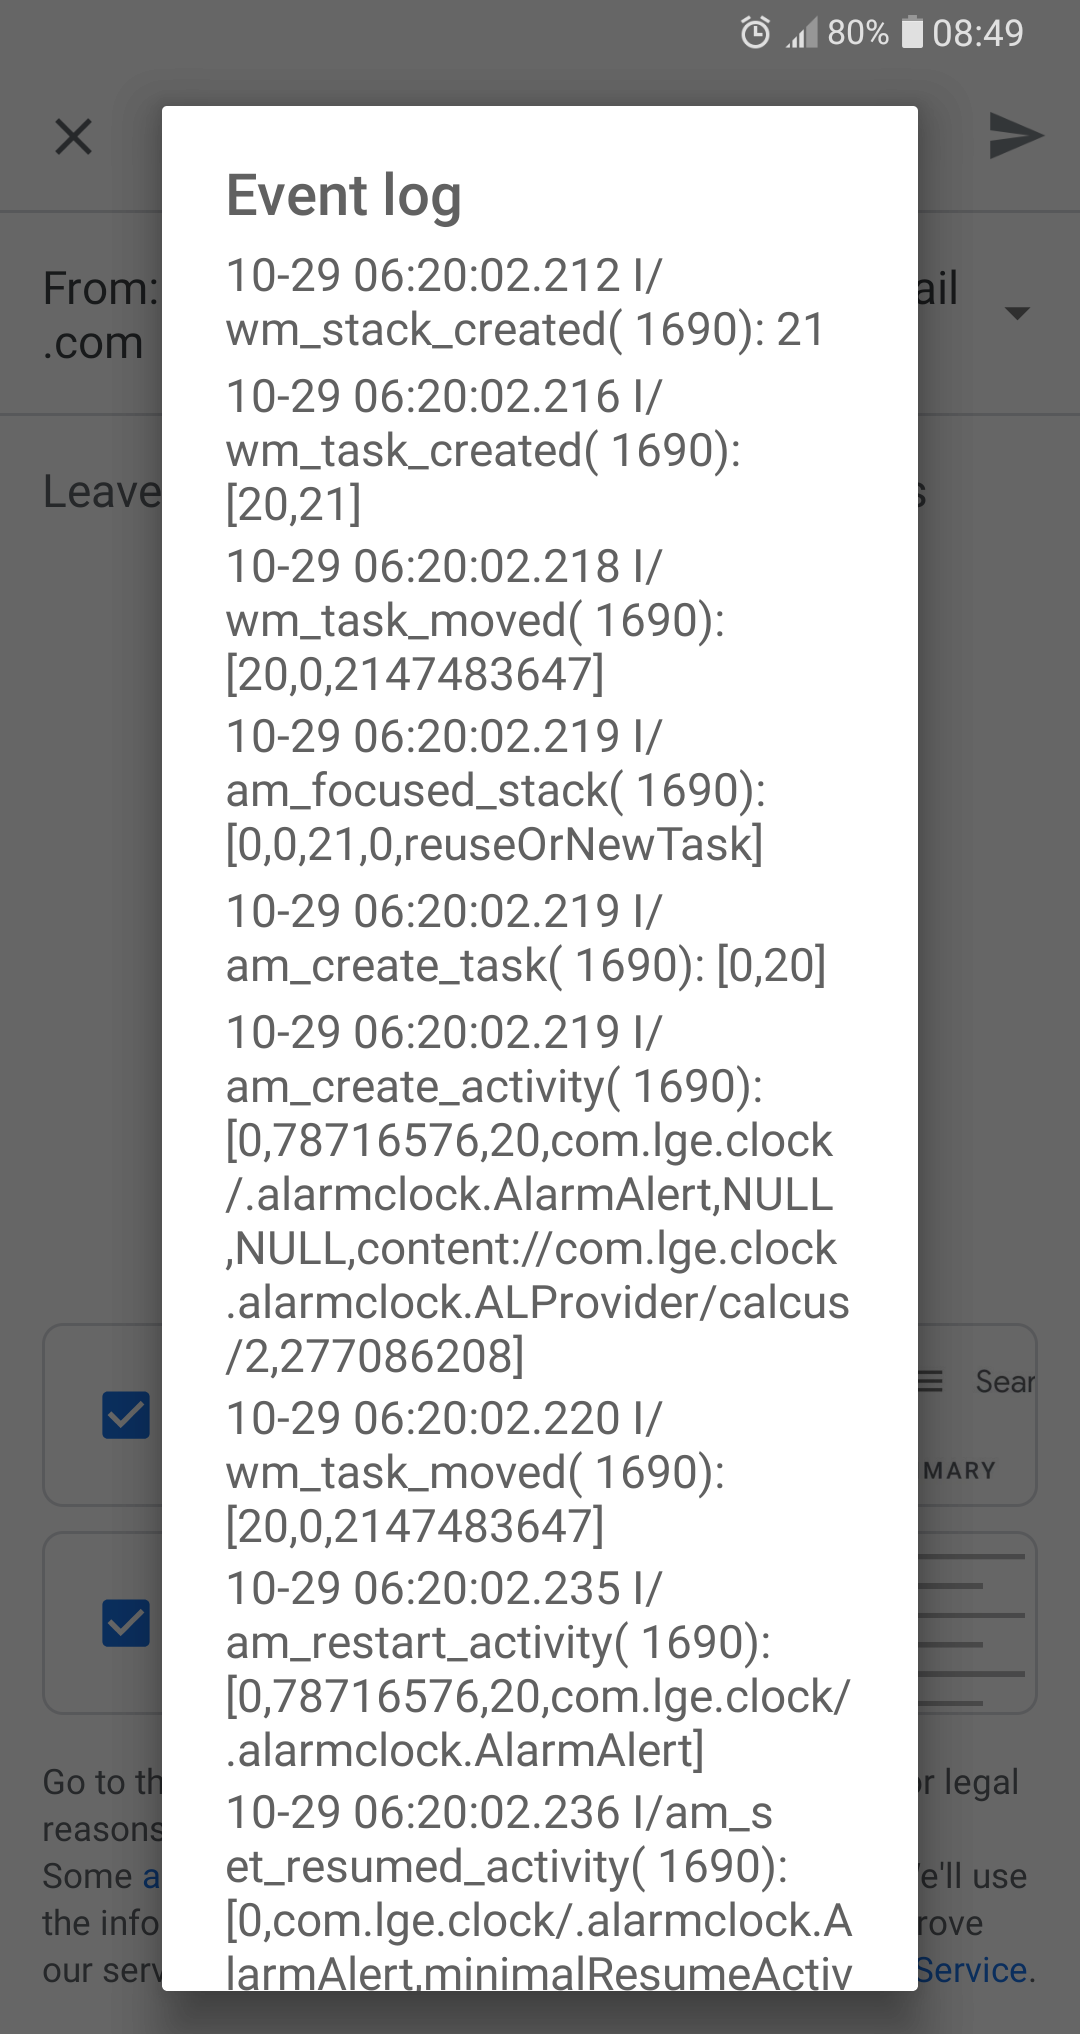 80% 08:49
Event log
10-29 06:20:02.212 I/
wm_stack_created( 1690): 21
10-29 06:20:02.216 I/
wm_task_created( 1690):
[20,21]
10-29 06:20:02.218 I/
wm_task_moved( 1690):
[20,0,2147483647]
10-29 06:20:02.219 I/
am_focused_stack( 1690):
[0,0,21,0,reuseOrNewTask]
10-29 06:20:02.219 I/
am_create_task( 1690): [0,20]
10-29 06:20:02.219 I/
am_create_activity( 1690):
[0,78716576,20,com.lge.clock
/.alarmclock.AlarmAlert,NULL
,NULL,content://com.lge.clock
.alarmclock.ALProvider/calcus
/2,277086208]
10-29 06:20:02.220 I/
wm_task_moved( 1690):
[20,0,2147483647]
10-29 06:20:02.235 I/
am_restart_activity( 1690):
[0,78716576,20,com.lge.clock/
.alarmclock.AlarmAlert]
10-29 06:20:02.236 I/am_s
et_resumed_activity( 1690):
[0,com.lge.clock/.alarmclock.A
larmAlert,minimalResumeActiv
From: ail
.com
Leave
Sear
MARY
Go to th r legal
reasons
Some a e'll use
the info rove
our serv Service.